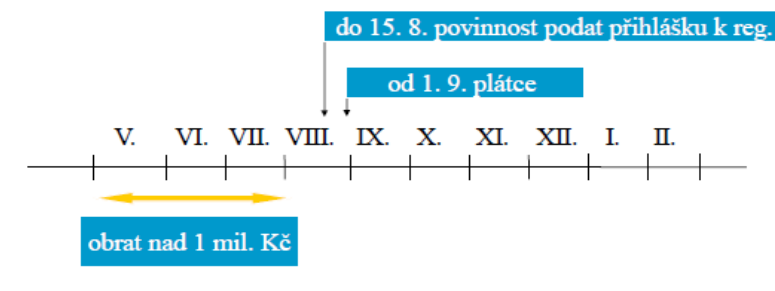 do 15. 8. povinnost podat přihlášku k reg.
od 1. 9. plátce
V. VI. VII. VIII. IX. X. XI. XII. I. II.
obrat nad 1 mil. Kč